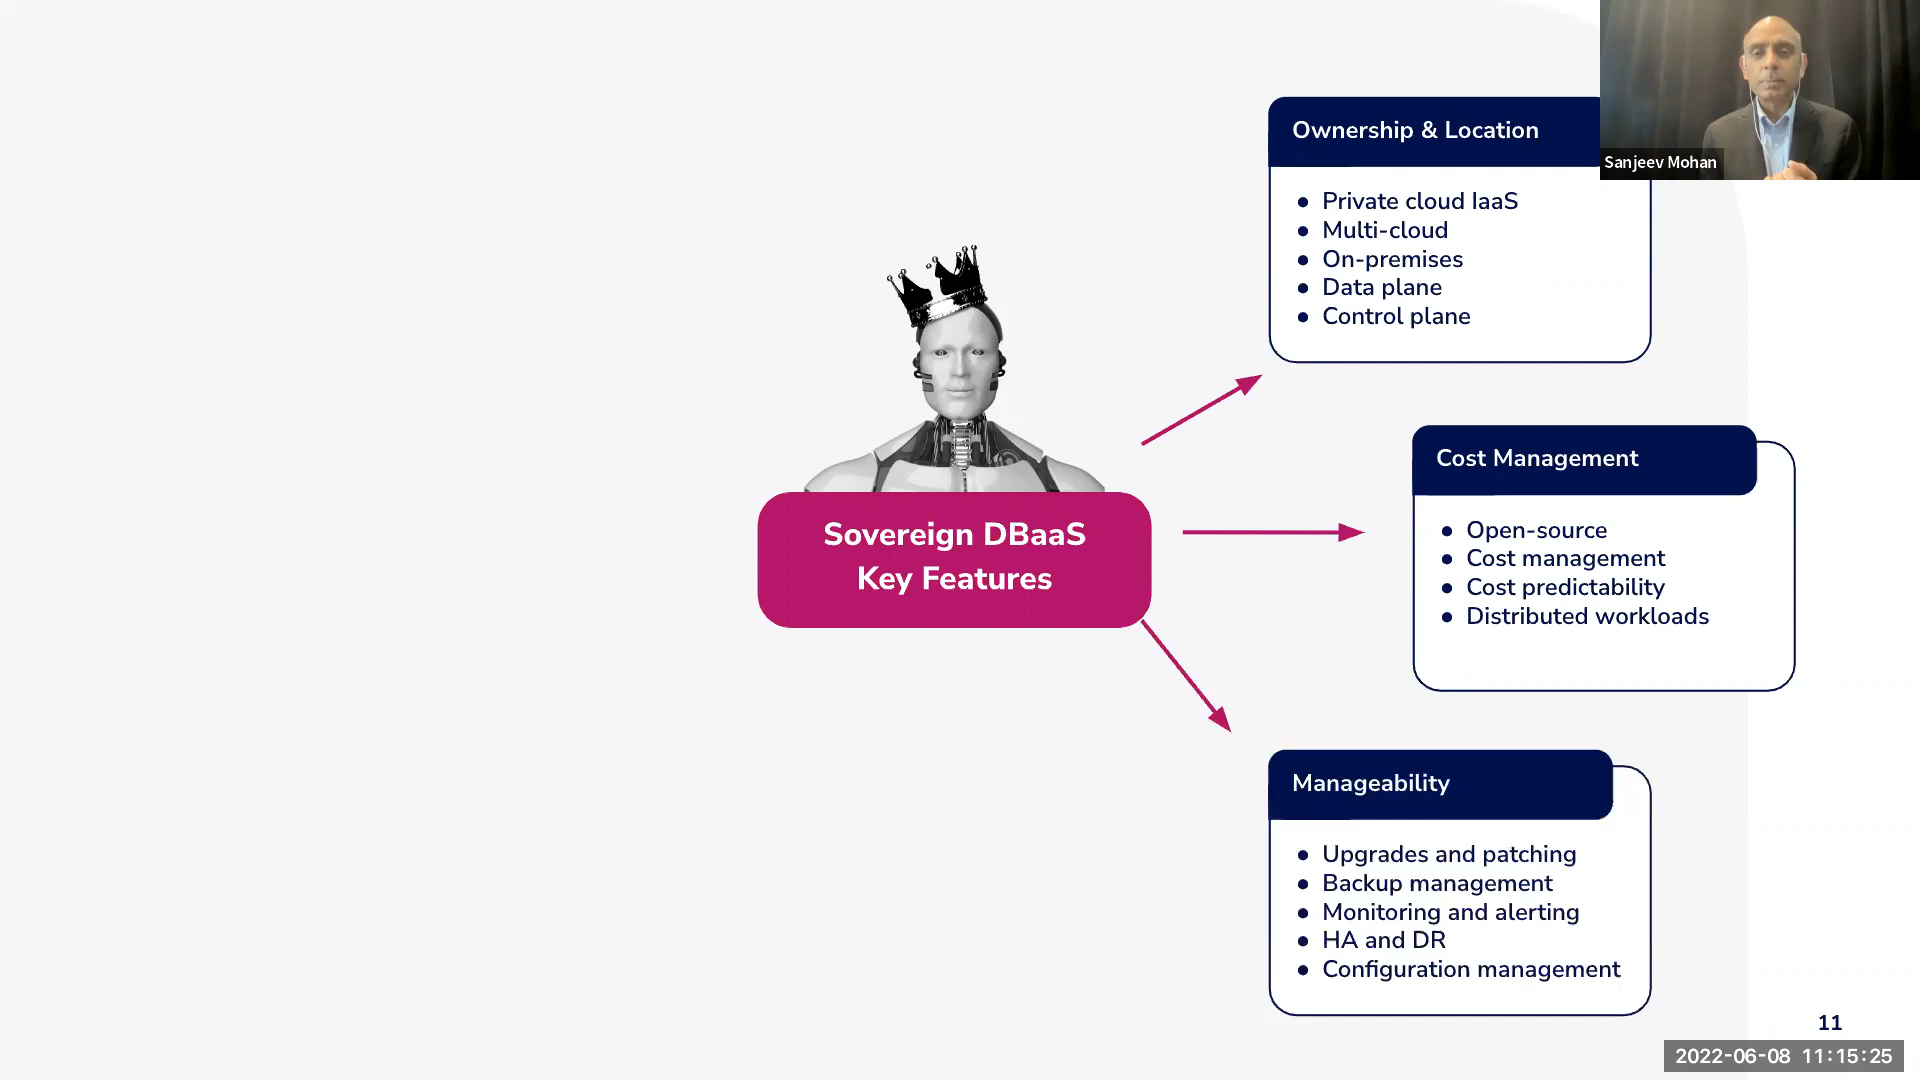 Ownership & Location
Sanjeev Mohan
● Private cloud IaaS
● Multi-cloud
● On-premises
● Data plane
● Control plane
Cost Management
● Open-source
● Cost management
● Cost predictability
● Distributed workloads
Sovereign DBaaS
Key Features
Manageability
● Upgrades and patching
● Backup management
● Monitoring and alerting
● HA and DR
● Configuration management
11
2022-06-08 11:15:25